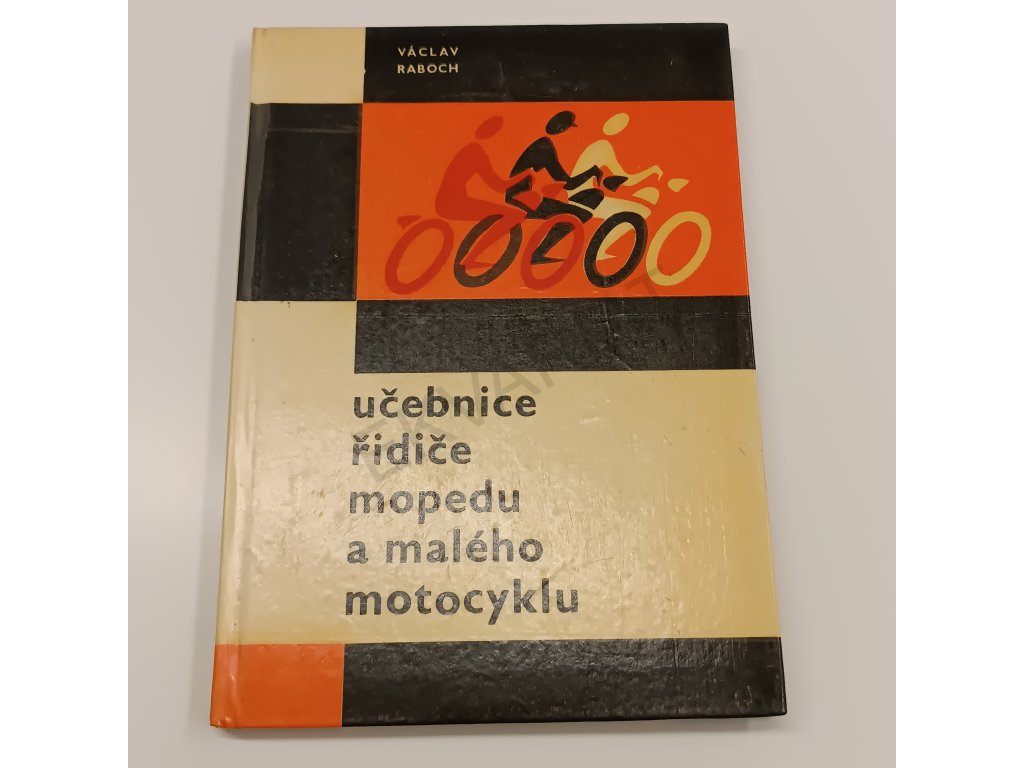 VÁCLAV
RABOCH
učebnice
řidiče
mopedu
a malého
motocyklu